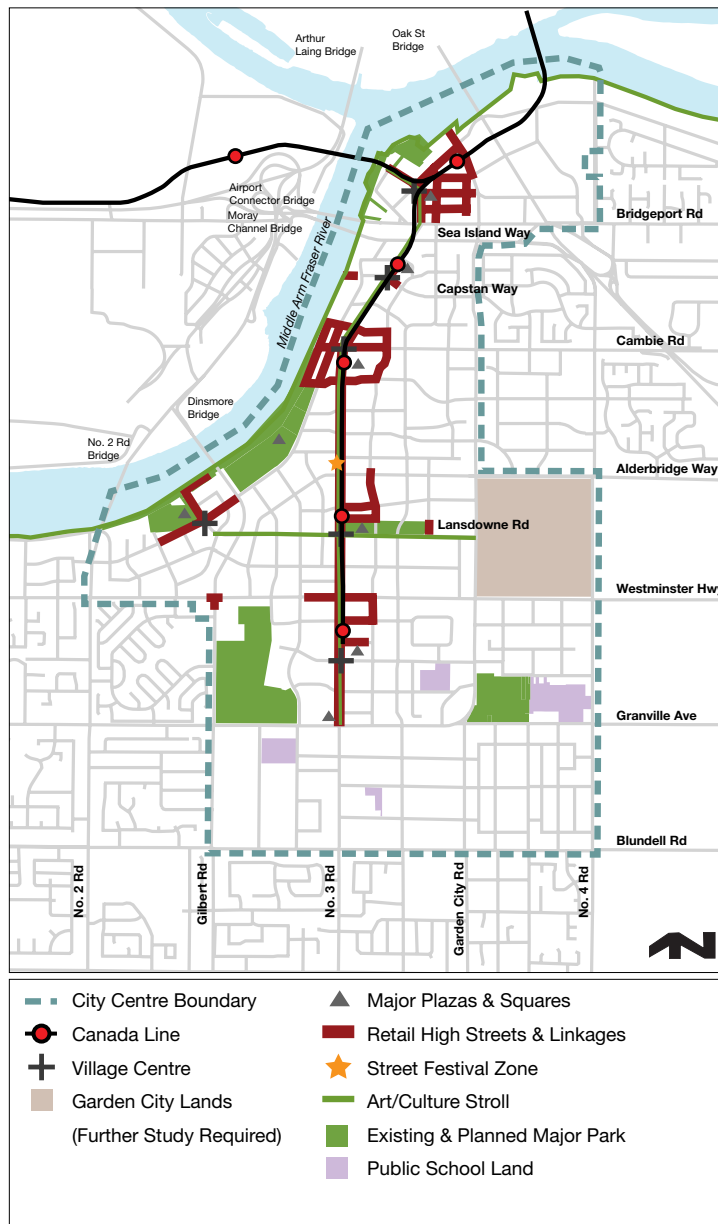 Arthur
Laing Bridge
Oak St
Bridge
Airport
Connector Bridge
Moray
Channel Bridge
Middle Arm Fraser River
Bridgeport Rd
Sea Island Way
Capstan Way
Cambie Rd
Dinsmore
Bridge
No. 2 Rd
Bridge
Alderbridge Way
Lansdowne Rd
Westminster Hwy
Granville Ave
Blundell Rd
No. 2 Rd
Gilbert Rd
No. 3 Rd
Garden City Rd
No. 4 Rd
N
City Centre Boundary
Canada Line
Village Centre
Garden City Lands
(Further Study Required)
Major Plazas & Squares
Retail High Streets & Linkages
Street Festival Zone
Art/Culture Stroll
Existing & Planned Major Park
Public School Land